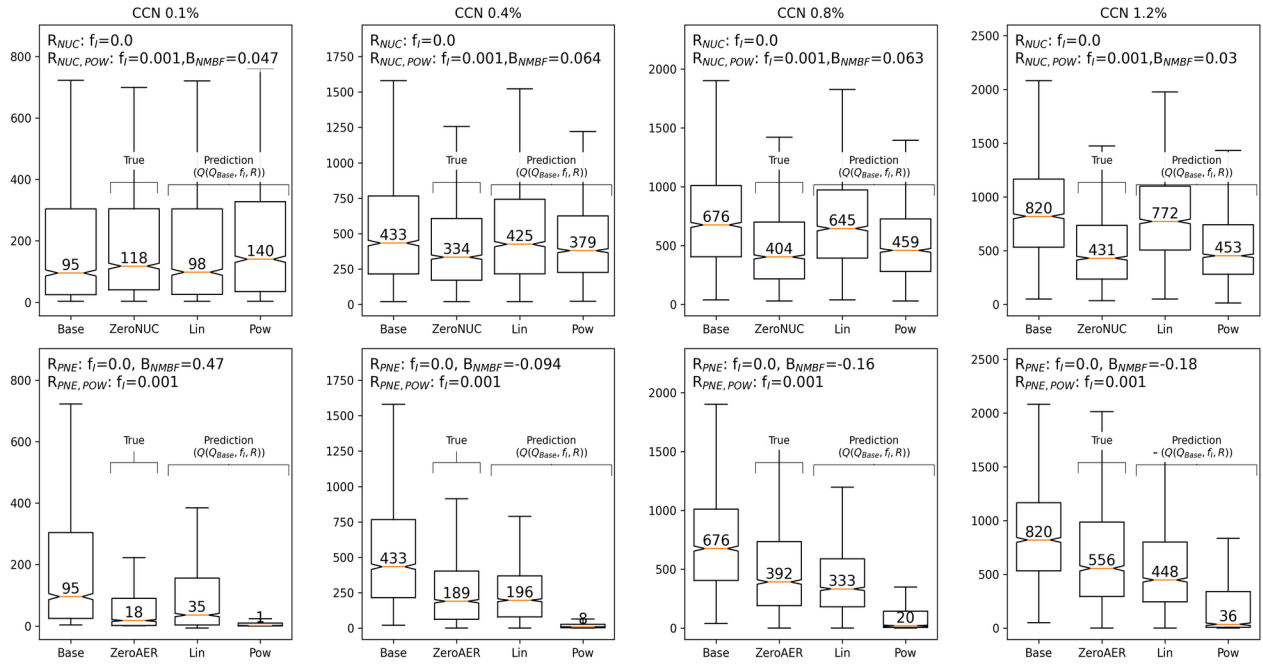 CCN 0.1%
R_NUC: f_I=0.0
R_NUC,POW: f_I=0.001,B_NMBF=0.047
True
Prediction
(Q(Q_Base, f_I, R))
800
600
400
200
0
95
118
98
140
Base ZeroNUC Lin Pow
CCN 0.4%
R_NUC: f_I=0.0
R_NUC,POW: f_I=0.001,B_NMBF=0.064
True
Prediction
(Q(Q_Base, f_I, R))
1750
1500
1250
1000
750
500
250
0
433
334
425
379
Base ZeroNUC Lin Pow
CCN 0.8%
R_NUC: f_I=0.0
R_NUC,POW: f_I=0.001,B_NMBF=0.063
True
Prediction
(Q(Q_Base, f_I, R))
2000
1500
1000
500
0
676
404
645
459
Base ZeroNUC Lin Pow
CCN 1.2%
R_NUC: f_I=0.0
R_NUC,POW: f_I=0.001,B_NMBF=0.03
True
Prediction
(Q(Q_Base, f_I, R))
2500
2000
1500
1000
500
0
820
431
772
453
Base ZeroNUC Lin Pow
R_PNE: f_I=0.0, B_NMBF=0.47
R_PNE,POW: f_I=0.001
True
Prediction
(Q(Q_Base, f_I, R))
800
600
400
200
0
95
18
35
1
Base ZeroAER Lin Pow
R_PNE: f_I=0.0, B_NMBF=-0.094
R_PNE,POW: f_I=0.001
True
Prediction
(Q(Q_Base, f_I, R))
1750
1500
1250
1000
750
500
250
0
433
189
196
8
Base ZeroAER Lin Pow
R_PNE: f_I=0.0, B_NMBF=-0.16
R_PNE,POW: f_I=0.001
True
Prediction
(Q(Q_Base, f_I, R))
2000
1500
1000
500
0
676
392
333
20
Base ZeroAER Lin Pow
R_PNE: f_I=0.0, B_NMBF=-0.18
R_PNE,POW: f_I=0.001
True
Prediction
(Q(Q_Base, f_I, R))
2500
2000
1500
1000
500
0
820
556
448
36
Base ZeroAER Lin Pow